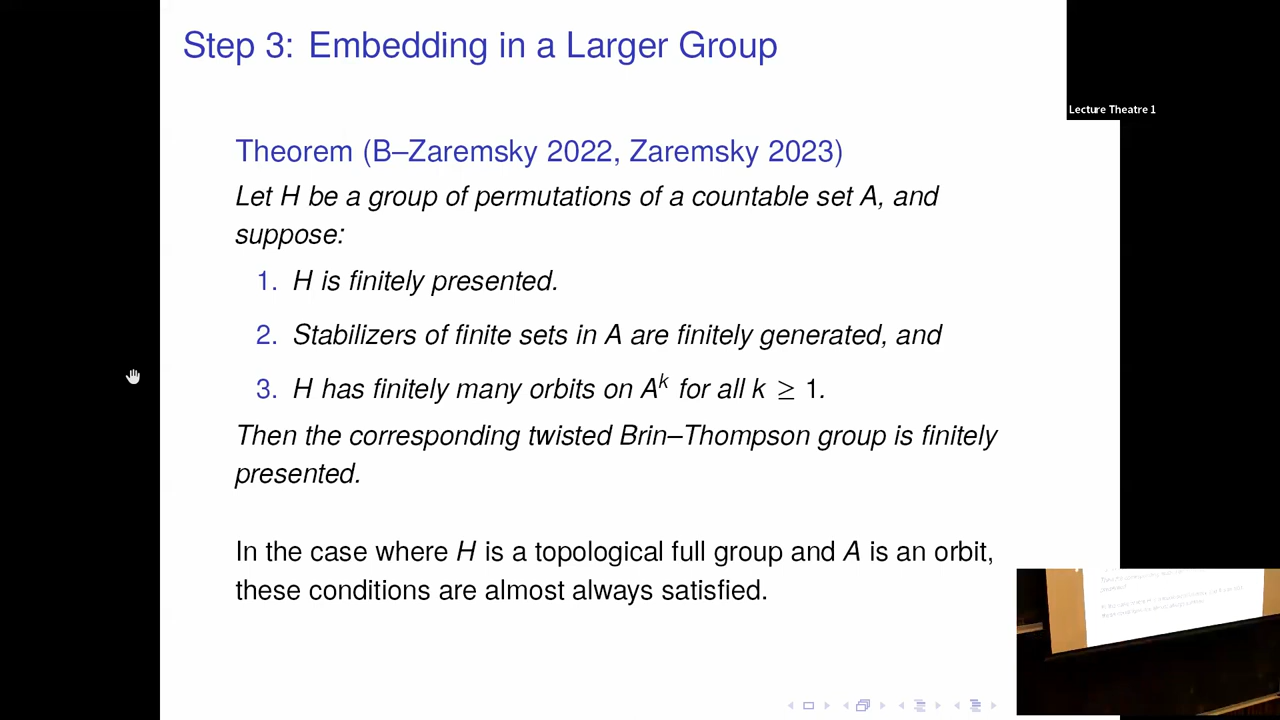 Step 3: Embedding in a Larger Group
Lecture Theatre 1
Theorem (B–Zaremsky 2022, Zaremsky 2023)
Let H be a group of permutations of a countable set A, and
suppose:
1. H is finitely presented.
2. Stabilizers of finite sets in A are finitely generated, and
3. H has finitely many orbits on Aᵏ for all k ≥ 1.
Then the corresponding twisted Brin–Thompson group is finitely
presented.
In the case where H is a topological full group and A is an orbit,
these conditions are almost always satisfied.